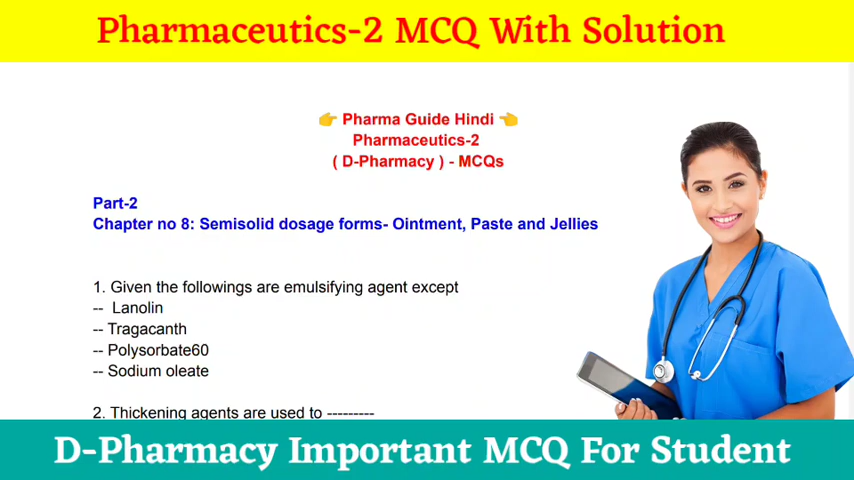 Pharmaceutics-2 MCQ With Solution
👉 Pharma Guide Hindi 👈
Pharmaceutics-2
( D-Pharmacy ) - MCQs
Part-2
Chapter no 8: Semisolid dosage forms- Ointment, Paste and Jellies
1. Given the followings are emulsifying agent except
-- Lanolin
-- Tragacanth
-- Polysorbate60
-- Sodium oleate
2. Thickening agents are used to ---------
D-Pharmacy Important MCQ For Student